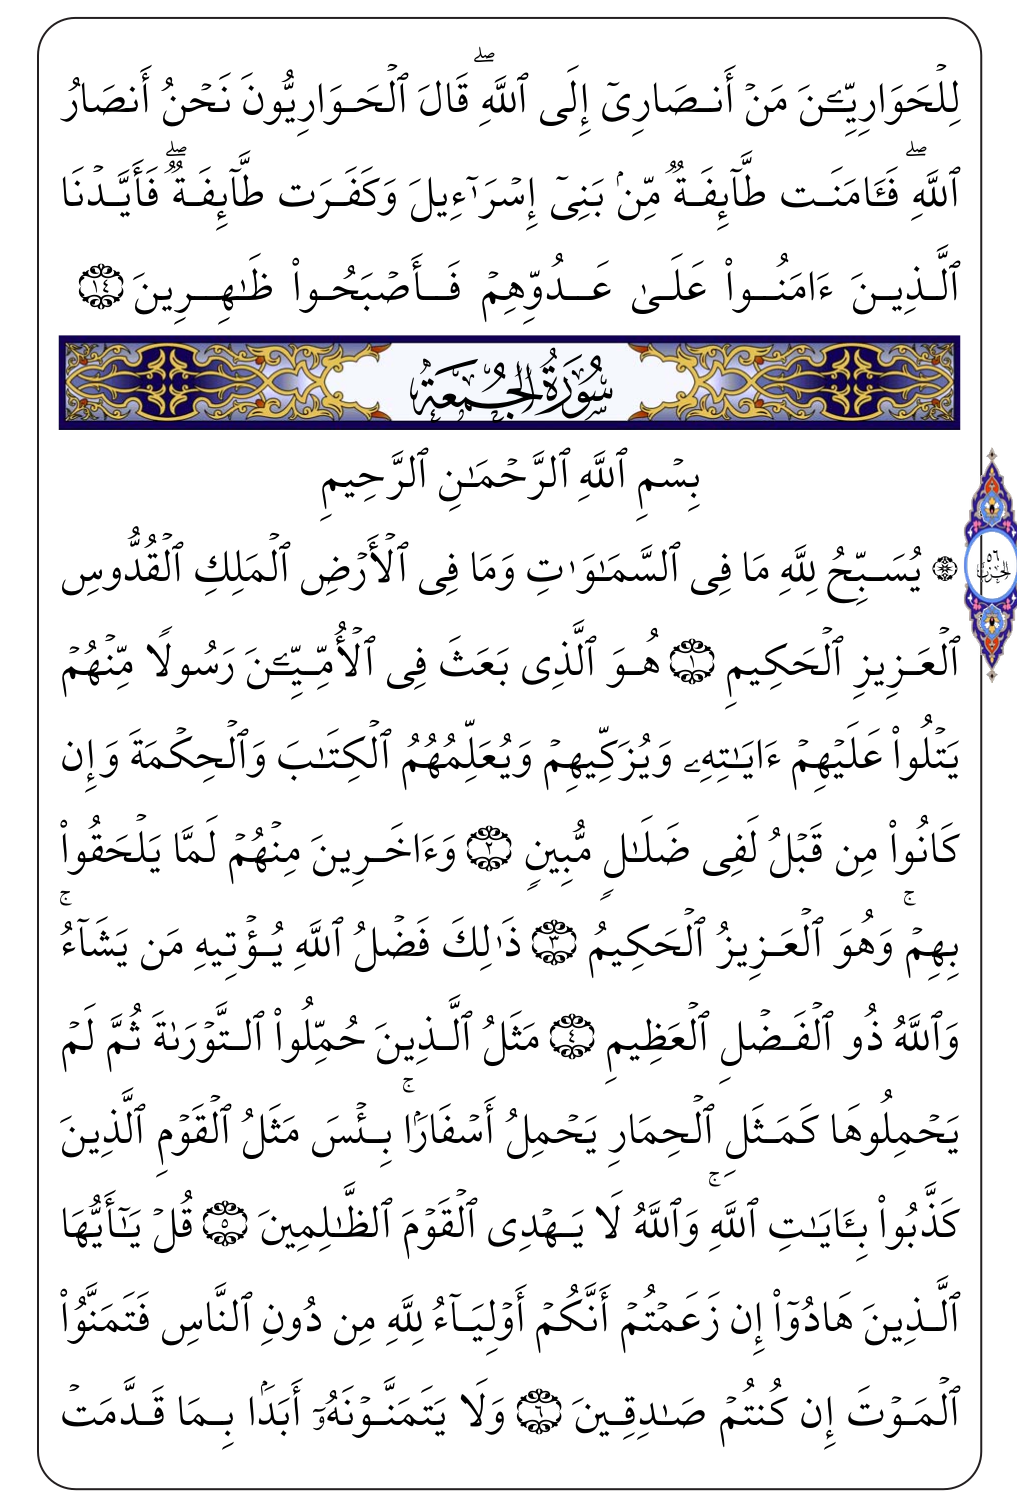 لِلۡحَوَارِيِّـۧنَ مَنۡ أَنصَارِيٓ إِلَى ٱللَّهِۖ قَالَ ٱلۡحَوَارِيُّونَ نَحۡنُ أَنصَارُ
ٱللَّهِۖ فَـَٔامَنَت طَّآئِفَةٞ مِّنۢ بَنِيٓ إِسۡرَٰٓءِيلَ وَكَفَرَت طَّآئِفَةٞۖ فَأَيَّدۡنَا
ٱلَّذِينَ ءَامَنُواْ عَلَىٰ عَدُوِّهِمۡ فَأَصۡبَحُواْ ظَٰهِرِينَ ١٤
سُورَةُ الجُمُعَةِ
بِسۡمِ ٱللَّهِ ٱلرَّحۡمَٰنِ ٱلرَّحِيمِ
۞ يُسَبِّحُ لِلَّهِ مَا فِي ٱلسَّمَٰوَٰتِ وَمَا فِي ٱلۡأَرۡضِ ٱلۡمَلِكِ ٱلۡقُدُّوسِ
الحزب ٥٦
ٱلۡعَزِيزِ ٱلۡحَكِيمِ ١ هُوَ ٱلَّذِي بَعَثَ فِي ٱلۡأُمِّيِّـۧنَ رَسُولٗا مِّنۡهُمۡ
يَتۡلُواْ عَلَيۡهِمۡ ءَايَٰتِهِۦ وَيُزَكِّيهِمۡ وَيُعَلِّمُهُمُ ٱلۡكِتَٰبَ وَٱلۡحِكۡمَةَ وَإِن
كَانُواْ مِن قَبۡلُ لَفِي ضَلَٰلٖ مُّبِينٖ ٢ وَءَاخَرِينَ مِنۡهُمۡ لَمَّا يَلۡحَقُواْ
بِهِمۡۚ وَهُوَ ٱلۡعَزِيزُ ٱلۡحَكِيمُ ٣ ذَٰلِكَ فَضۡلُ ٱللَّهِ يُؤۡتِيهِ مَن يَشَآءُۚ
وَٱللَّهُ ذُو ٱلۡفَضۡلِ ٱلۡعَظِيمِ ٤ مَثَلُ ٱلَّذِينَ حُمِّلُواْ ٱلتَّوۡرَىٰةَ ثُمَّ لَمۡ
يَحۡمِلُوهَا كَمَثَلِ ٱلۡحِمَارِ يَحۡمِلُ أَسۡفَارَۢاۚ بِئۡسَ مَثَلُ ٱلۡقَوۡمِ ٱلَّذِينَ
كَذَّبُواْ بِـَٔايَٰتِ ٱللَّهِۚ وَٱللَّهُ لَا يَهۡدِي ٱلۡقَوۡمَ ٱلظَّٰلِمِينَ ٥ قُلۡ يَٰٓأَيُّهَا
ٱلَّذِينَ هَادُوٓاْ إِن زَعَمۡتُمۡ أَنَّكُمۡ أَوۡلِيَآءُ لِلَّهِ مِن دُونِ ٱلنَّاسِ فَتَمَنَّوُاْ
ٱلۡمَوۡتَ إِن كُنتُمۡ صَٰدِقِينَ ٦ وَلَا يَتَمَنَّوۡنَهُۥٓ أَبَدَۢا بِمَا قَدَّمَتۡ